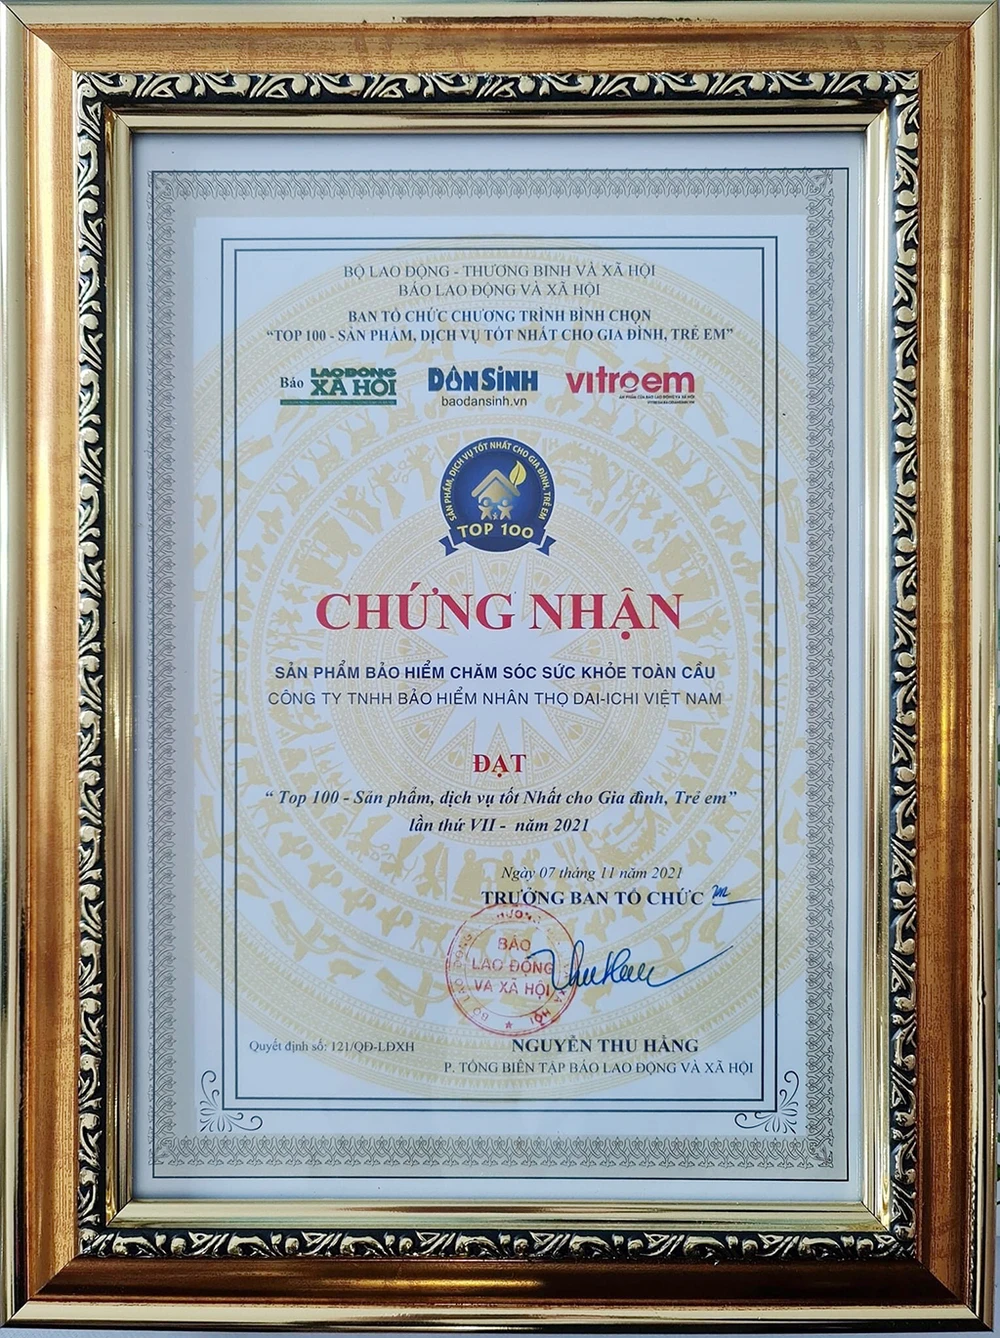 BỘ LAO ĐỘNG - THƯƠNG BINH VÀ XÃ HỘI
BÁO LAO ĐỘNG VÀ XÃ HỘI
BAN TỔ CHỨC CHƯƠNG TRÌNH BÌNH CHỌN
“TOP 100 - SẢN PHẨM, DỊCH VỤ TỐT NHẤT CHO GIA ĐÌNH, TRẺ EM”
Báo LAO ĐỘNG XÃ HỘI
DÂN SINH
baodansinh.vn
vitroem
SẢN PHẨM, DỊCH VỤ TỐT NHẤT CHO GIA ĐÌNH, TRẺ EM
TOP 100
CHỨNG NHẬN
SẢN PHẨM BẢO HIỂM CHĂM SÓC SỨC KHỎE TOÀN CẦU
CÔNG TY TNHH BẢO HIỂM NHÂN THỌ DAI-ICHI VIỆT NAM
ĐẠT
“ Top 100 - Sản phẩm, dịch vụ tốt Nhất cho Gia đình, Trẻ em”
lần thứ VII - năm 2021
Ngày 07 tháng 11 năm 2021
TRƯỞNG BAN TỔ CHỨC
BÁO
LAO ĐỘNG
VÀ XÃ HỘI
Quyết định số: 121/QĐ-LĐXH
NGUYỄN THU HẰNG
P. TỔNG BIÊN TẬP BÁO LAO ĐỘNG VÀ XÃ HỘI